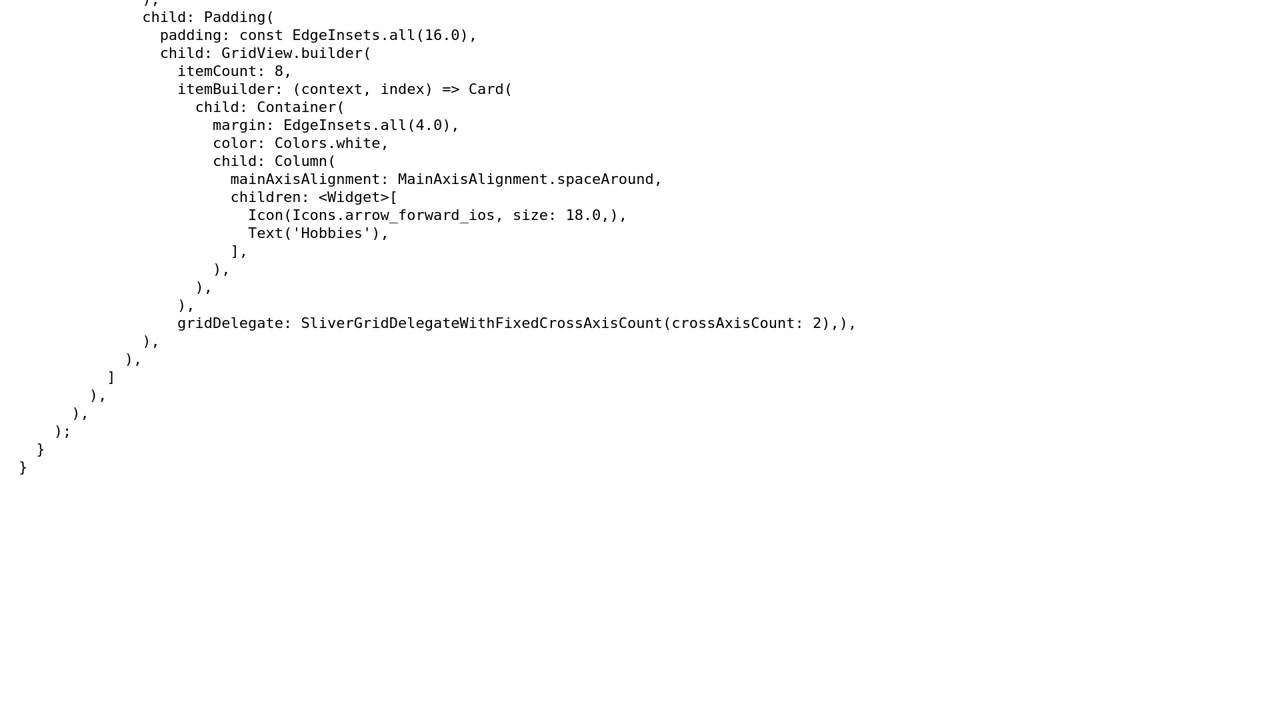 ),
child: Padding(
padding: const EdgeInsets.all(16.0),
child: GridView.builder(
itemCount: 8,
itemBuilder: (context, index) => Card(
child: Container(
margin: EdgeInsets.all(4.0),
color: Colors.white,
child: Column(
mainAxisAlignment: MainAxisAlignment.spaceAround,
children: <Widget>[
Icon(Icons.arrow_forward_ios, size: 18.0,),
Text('Hobbies'),
],
),
),
),
gridDelegate: SliverGridDelegateWithFixedCrossAxisCount(crossAxisCount: 2),),
),
),
]
),
),
);
}
}